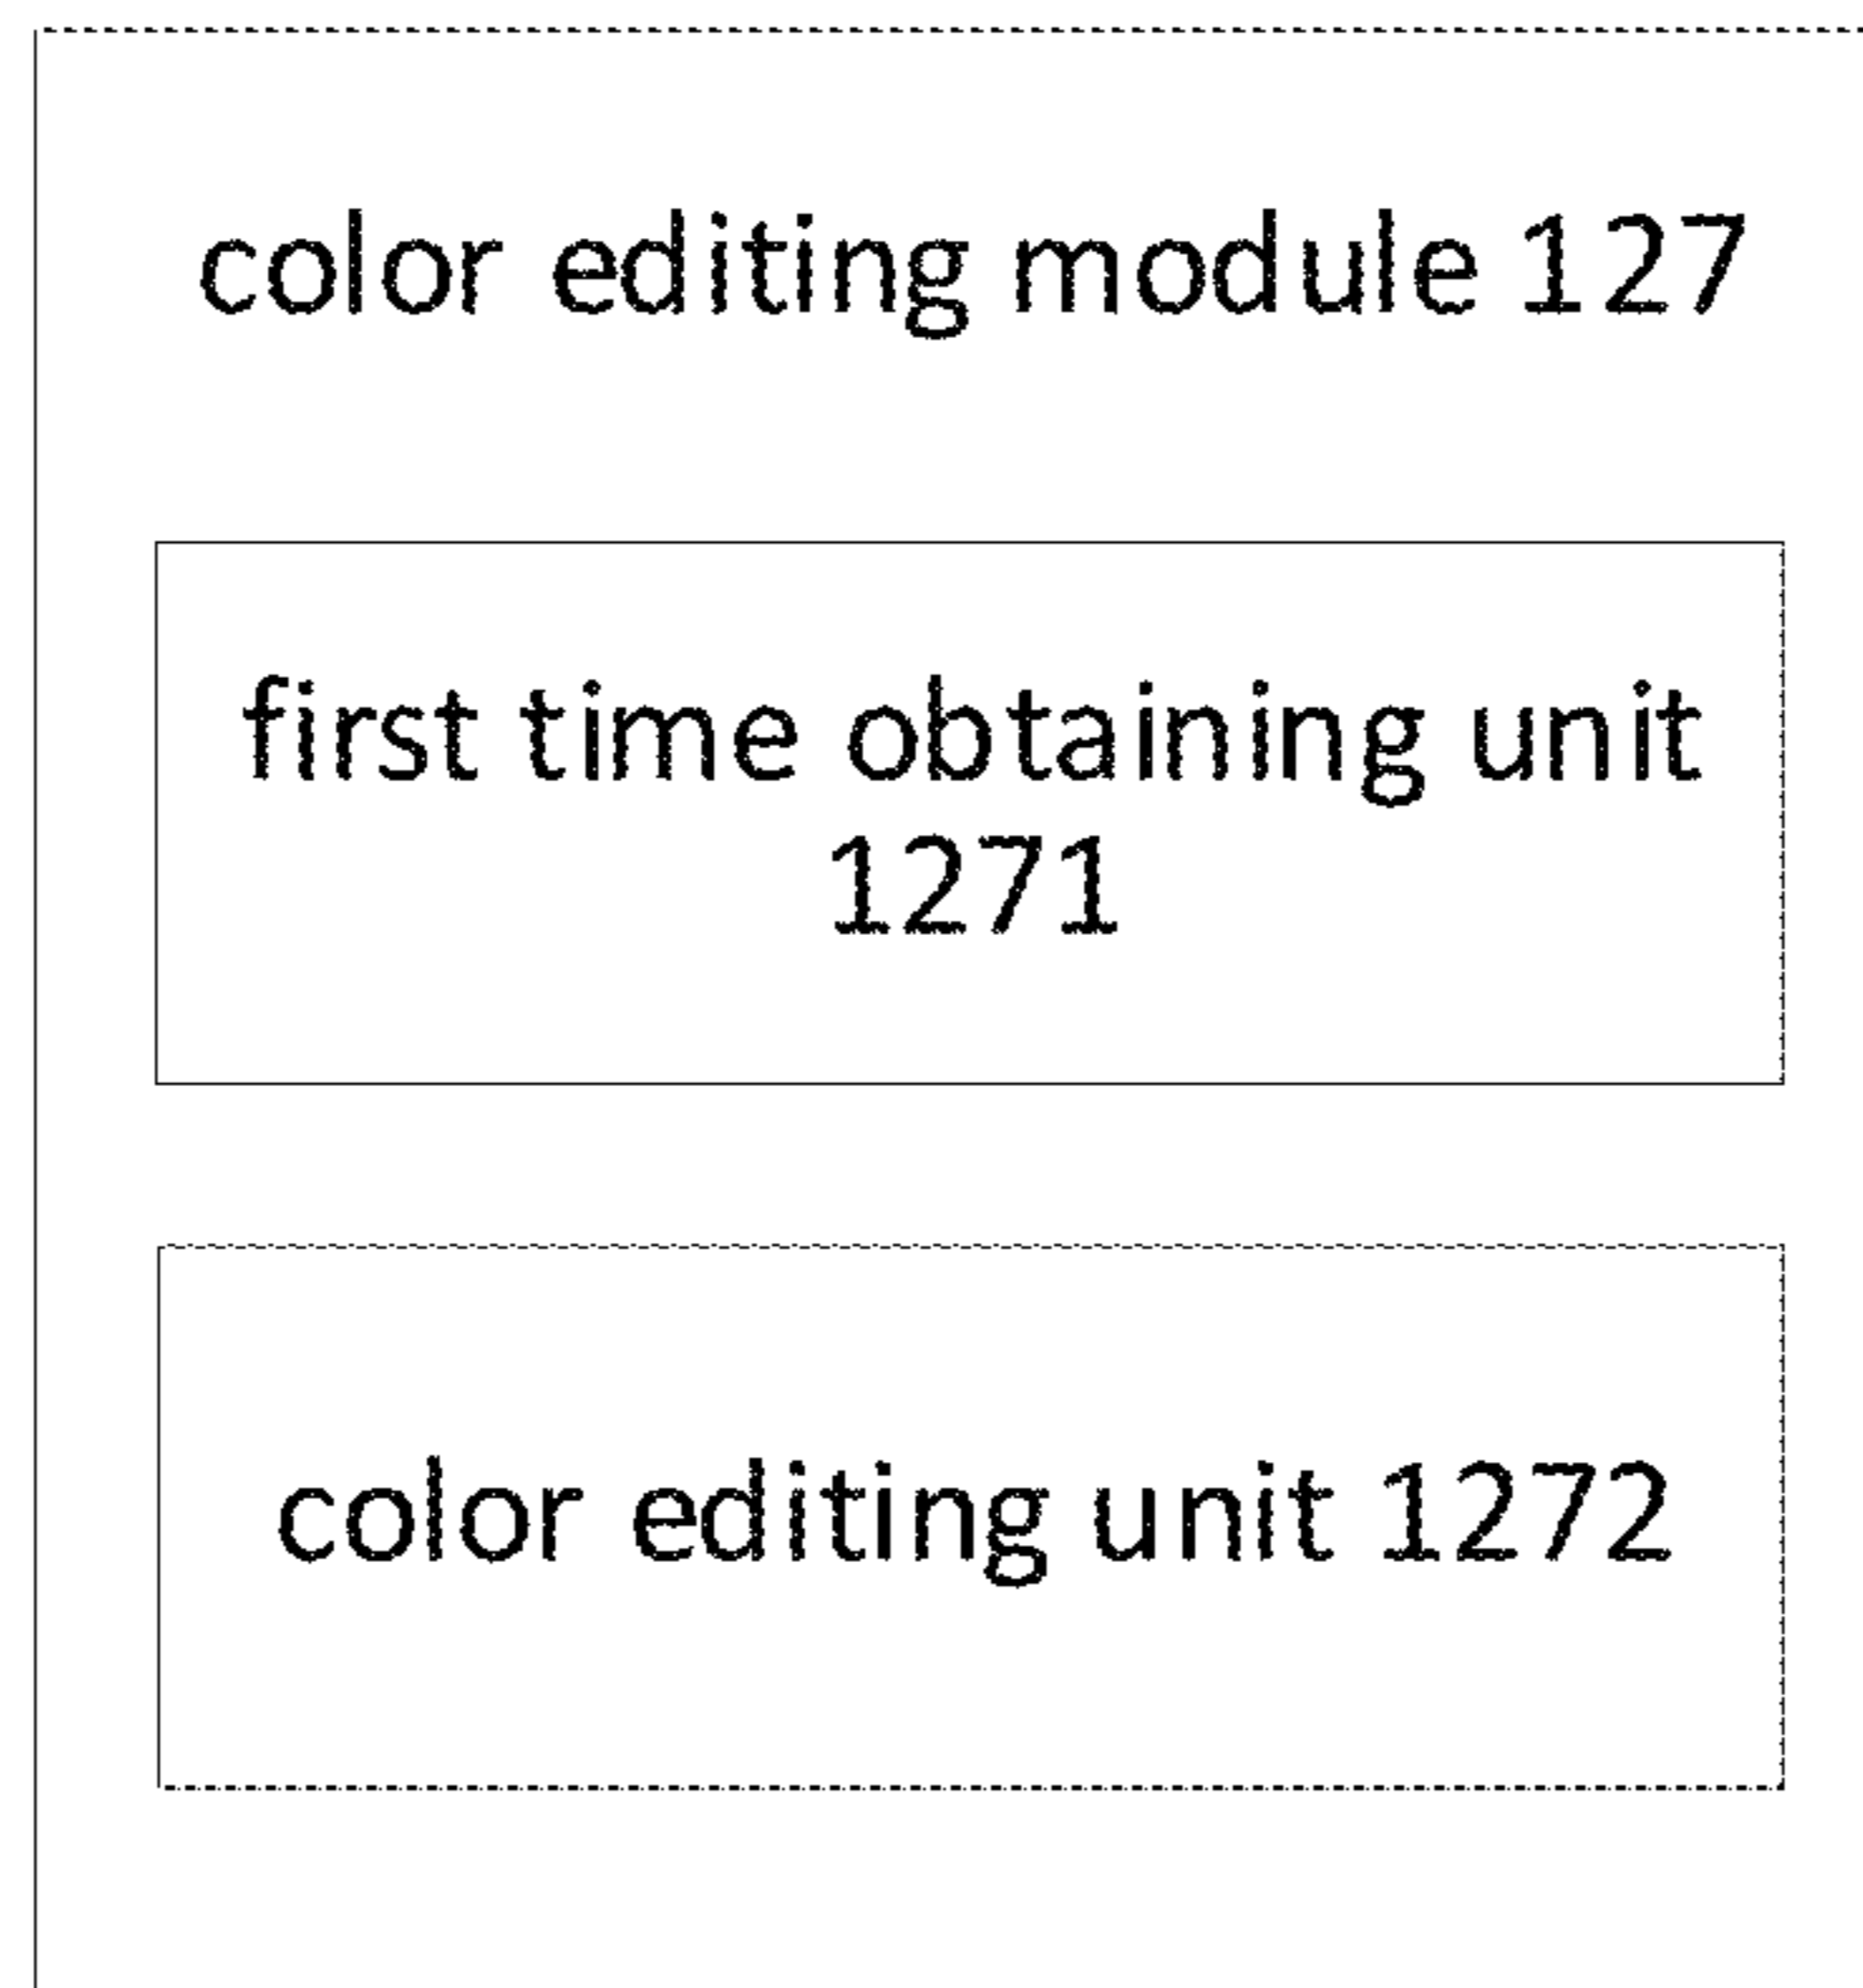 color editing module 127
first time obtaining unit
1271
color editing unit 1272